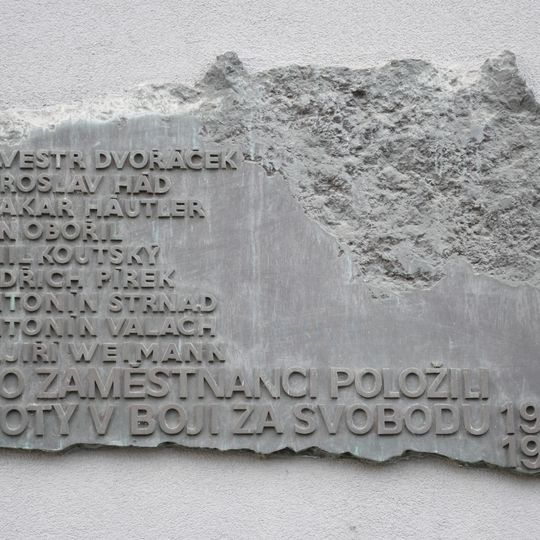 VESTR DVOŘÁČEK
ROSLAV HÁD
AKAR HÄUTLER
N OBOŘIL
IL KOUTSKÝ
DŘICH PÍREK
TONÍN STRNAD
TONÍN VALACH
JIŘÍ WEIMANN
O ZAMĚSTNANCI POLOŽILI
OTY V BOJI ZA SVOBODU 19
19